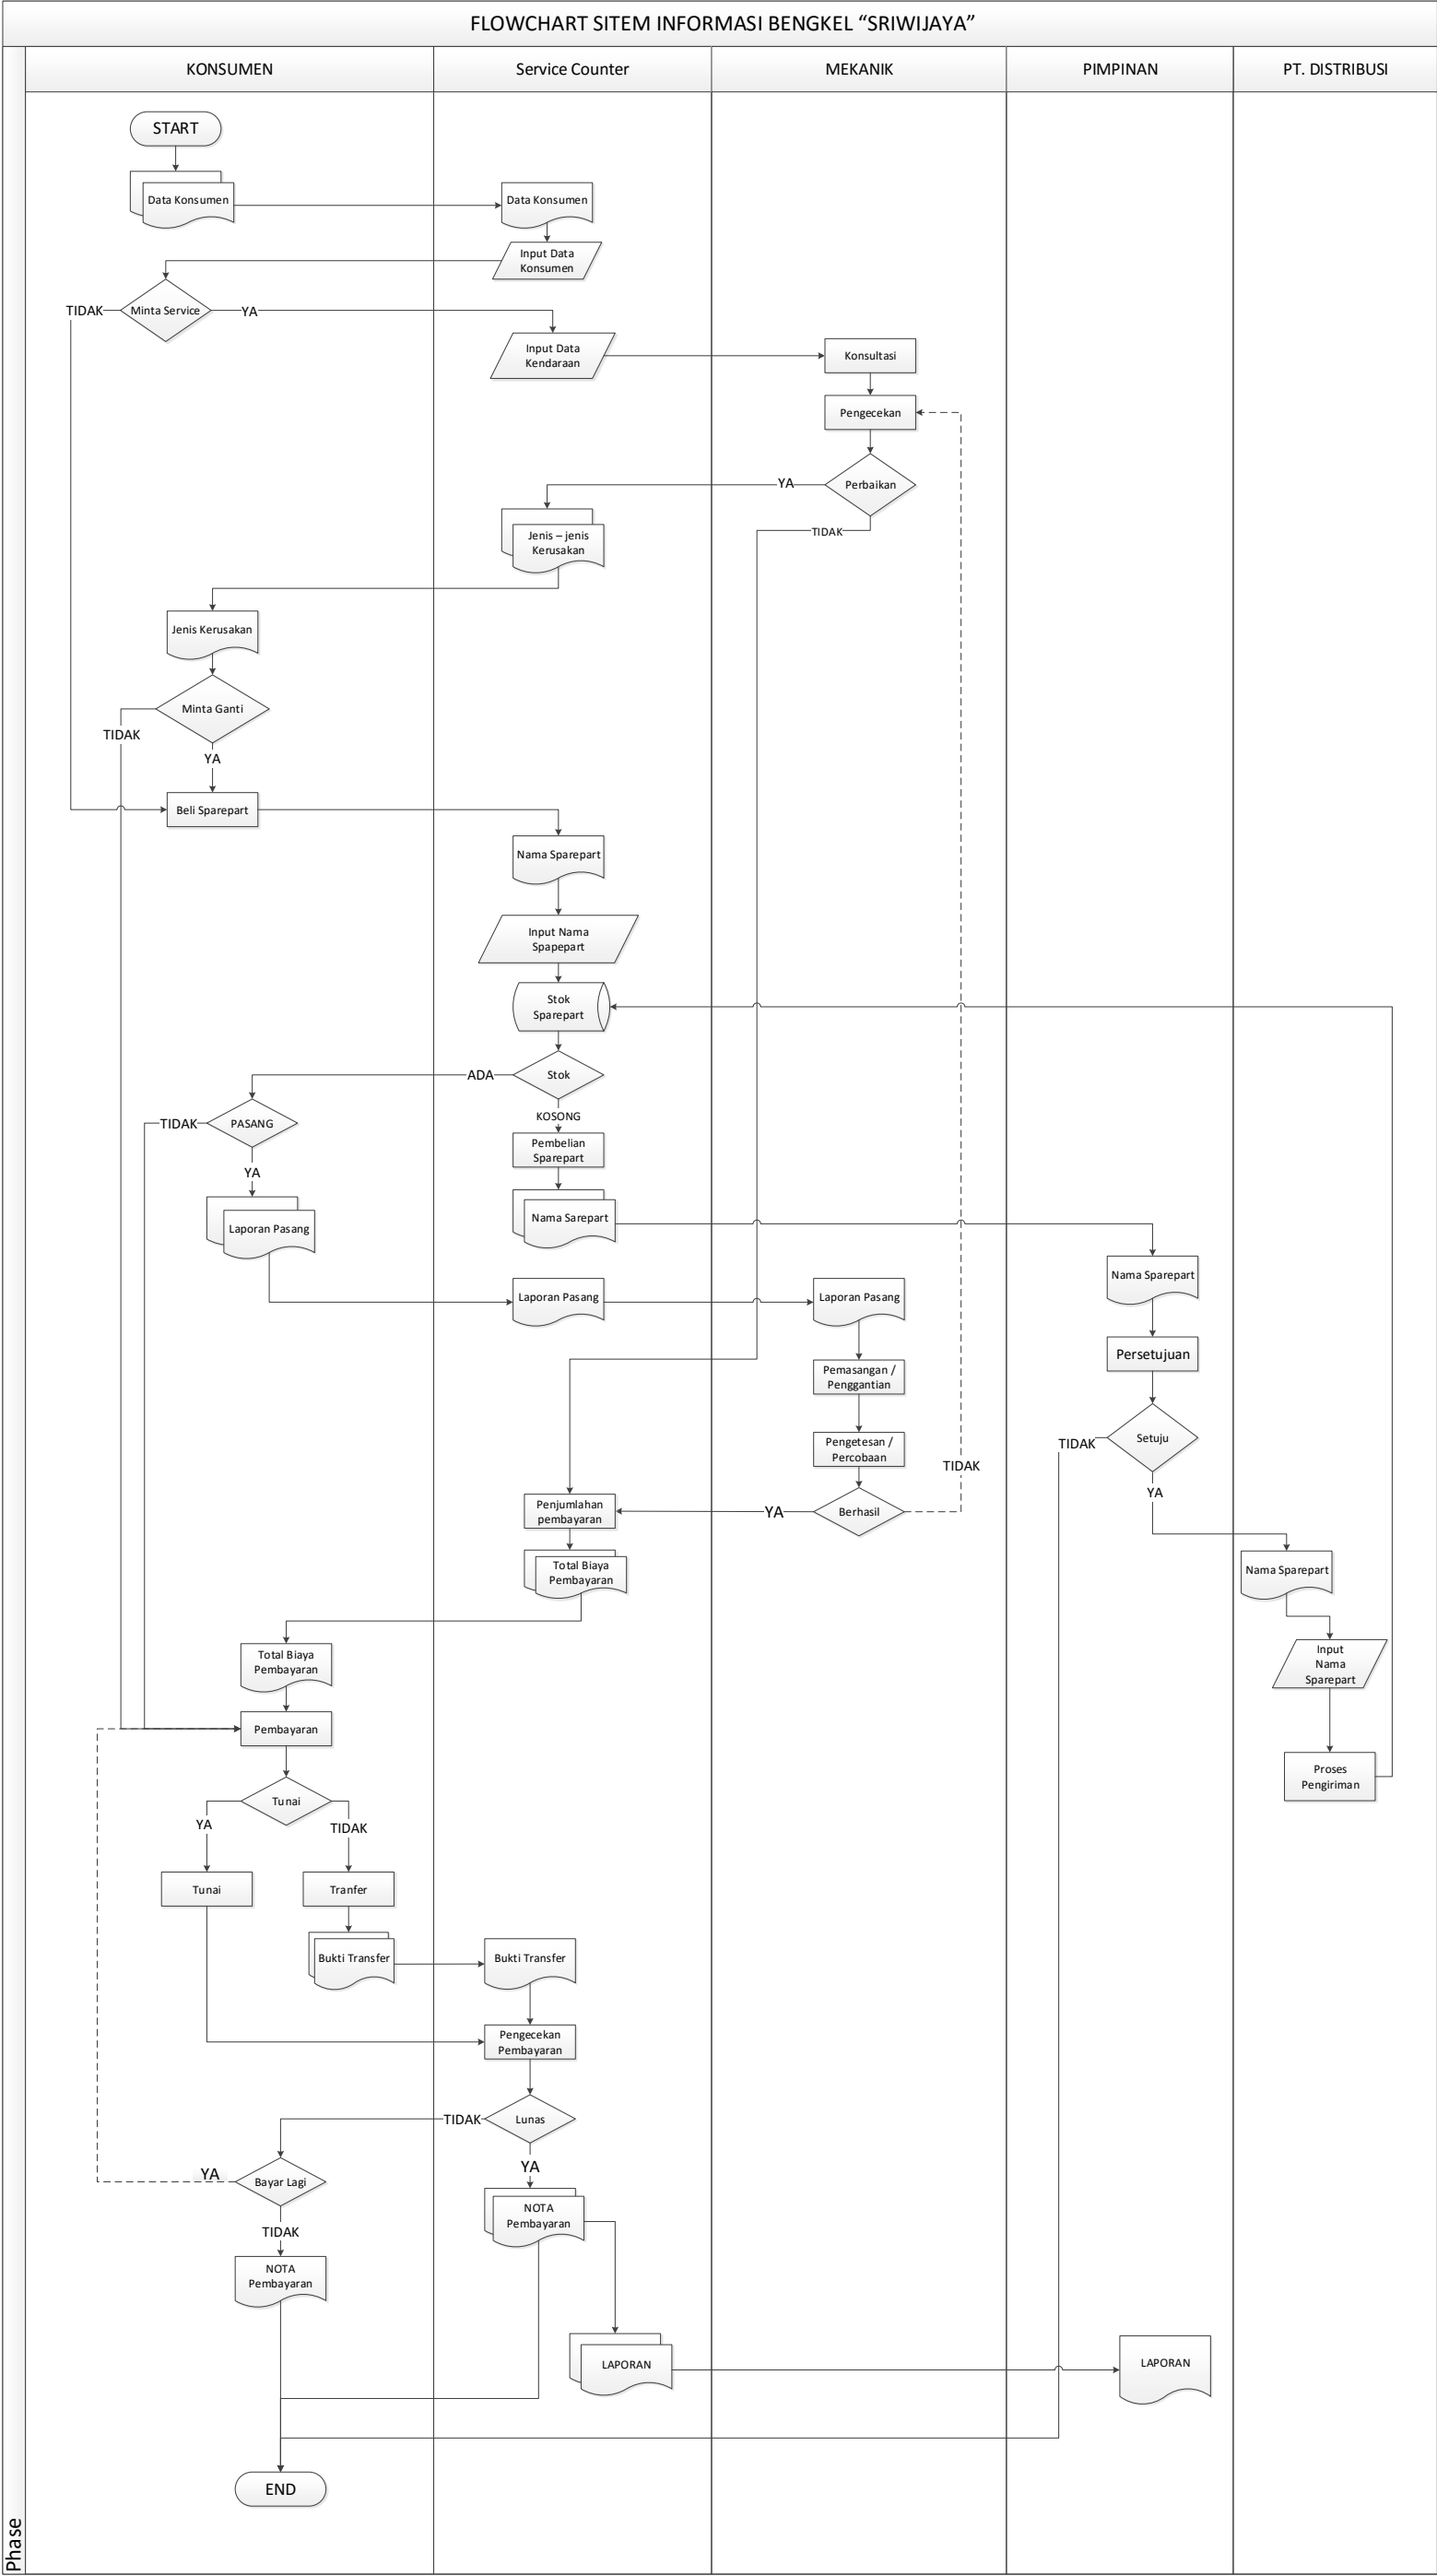 FLOWCHART SITEM INFORMASI BENGKEL “SRIWIJAYA”
KONSUMEN
Service Counter
MEKANIK
PIMPINAN
PT. DISTRIBUSI
START
Data Konsumen
Data Konsumen
Input Data
Konsumen
TIDAK
Minta Service
YA
Input Data
Kendaraan
Konsultasi
Pengecekan
YA
Perbaikan
TIDAK
Jenis – jenis
Kerusakan
Jenis Kerusakan
Minta Ganti
TIDAK
YA
Beli Sparepart
Nama Sparepart
Input Nama
Spapepart
Stok
Sparepart
ADA
Stok
KOSONG
TIDAK
PASANG
YA
Pembelian
Sparepart
Laporan Pasang
Nama Sarepart
Nama Sparepart
Laporan Pasang
Laporan Pasang
Persetujuan
Pemasangan /
Penggantian
TIDAK
Setuju
YA
Pengetesan /
Percobaan
TIDAK
Penjumlahan
pembayaran
YA
Berhasil
Total Biaya
Pembayaran
Nama Sparepart
Total Biaya
Pembayaran
Input
Nama
Sparepart
Pembayaran
Proses
Pengiriman
Tunai
YA
TIDAK
Tunai
Tranfer
Bukti Transfer
Bukti Transfer
Pengecekan
Pembayaran
TIDAK
Lunas
YA
YA
Bayar Lagi
TIDAK
NOTA
Pembayaran
NOTA
Pembayaran
LAPORAN
LAPORAN
END
Phase